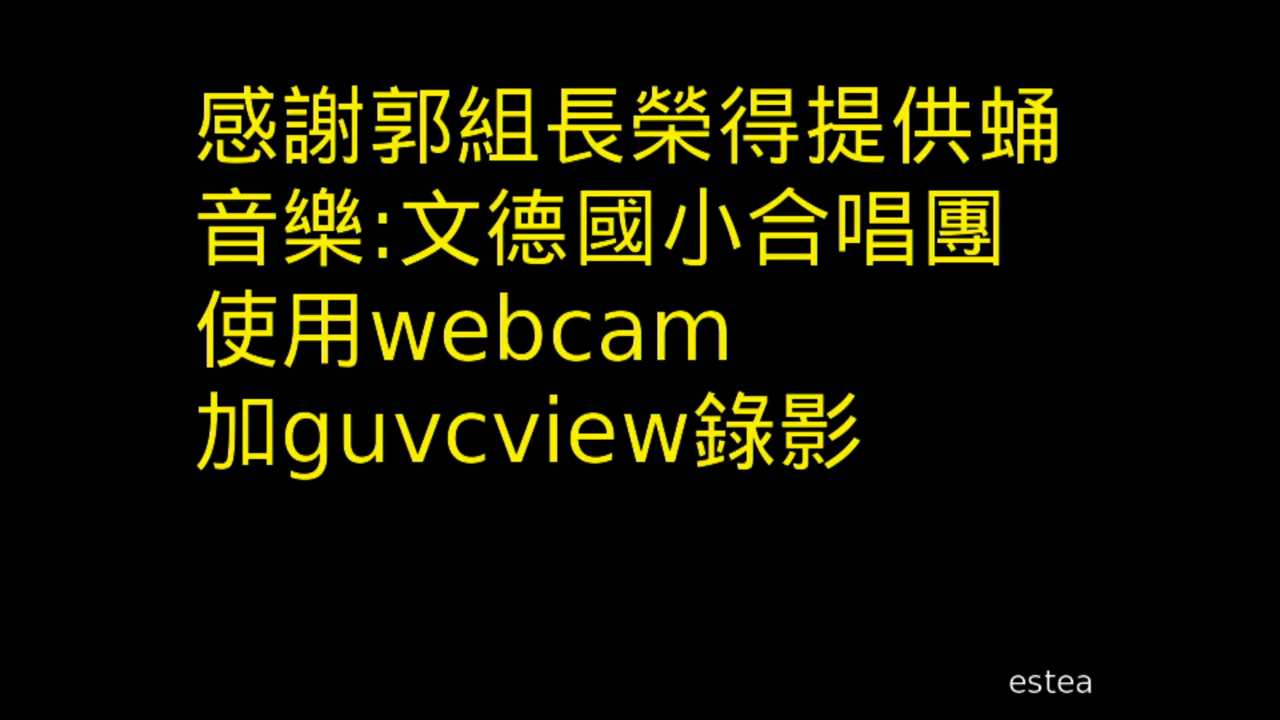 感謝郭組長榮得提供蛹
音樂:文德國小合唱團
使用webcam
加guvcview錄影
estea